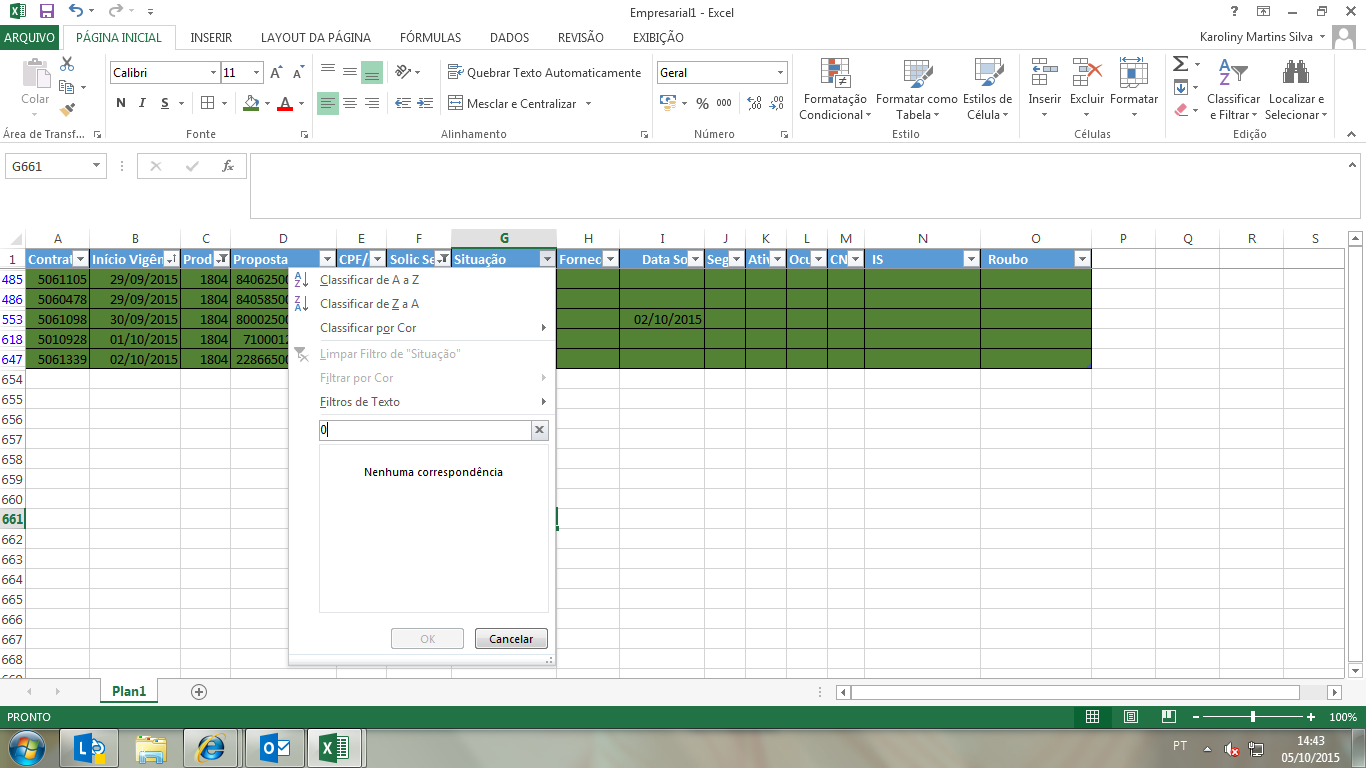 Empresarial1 - Excel
ARQUIVO PÁGINA INICIAL INSERIR LAYOUT DA PÁGINA FÓRMULAS DADOS REVISÃO EXIBIÇÃO Karoliny Martins Silva
Colar
Calibri 11
N I S
Quebrar Texto Automaticamente
Mesclar e Centralizar
Geral
% 000
Formatação Condicional
Formatar como Tabela
Estilos de Célula
Inserir Excluir Formatar
Classificar e Filtrar
Localizar e Selecionar
Área de Transf... Fonte Alinhamento Número Estilo Células Edição
G661 fx
A B C D E F G H I J K L M N O P Q R S
1 Contrat Início Vigên Prod Proposta CPF/ Solic Se Situação Fornec Data So Seg Ativ Ocu CN IS Roubo
485 5061105 29/09/2015 1804 84062500
486 5060478 29/09/2015 1804 84058500
553 5061098 30/09/2015 1804 80002500 02/10/2015
618 5010928 01/10/2015 1804 7100012
647 5061339 02/10/2015 1804 22866500
Classificar de A a Z
Classificar de Z a A
Classificar por Cor
Limpar Filtro de "Situação"
Filtrar por Cor
Filtros de Texto
0
Nenhuma correspondência
OK Cancelar
654
655
656
657
658
659
660
661
662
663
664
665
666
667
668
Plan1
PRONTO 100%
PT 14:43
05/10/2015